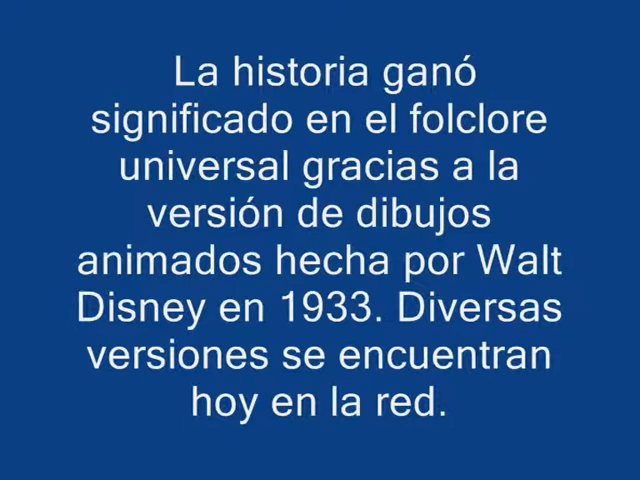 La historia ganó
significado en el folclore
universal gracias a la
versión de dibujos
animados hecha por Walt
Disney en 1933. Diversas
versiones se encuentran
hoy en la red.